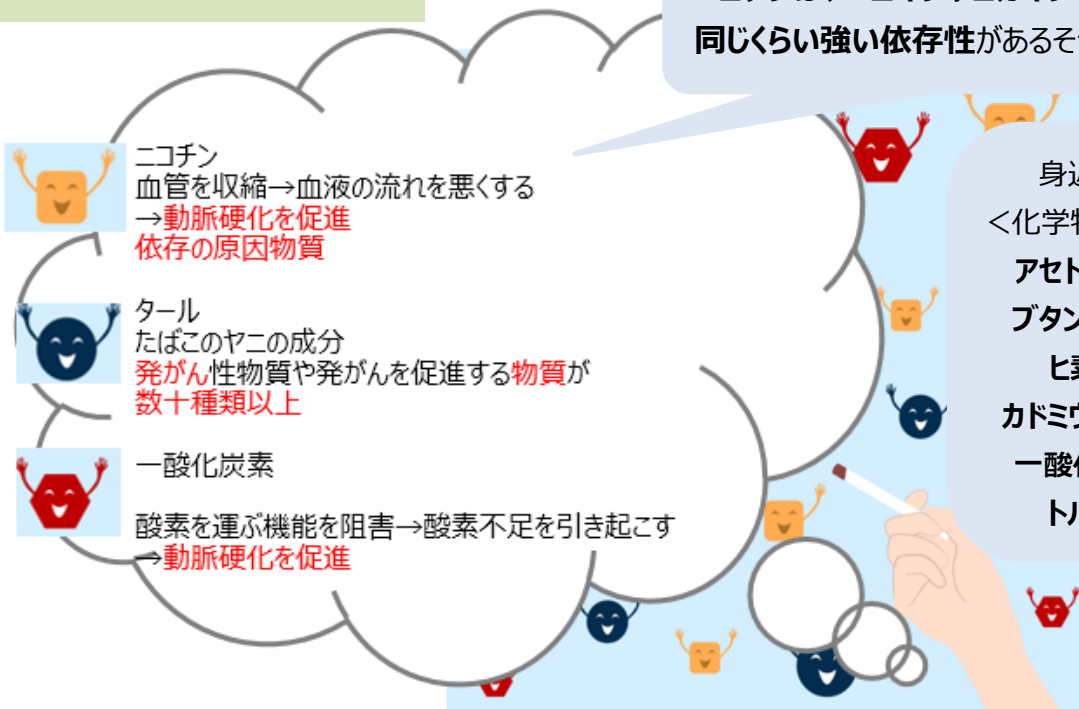 同じくらい強い依存性があるそ
ニコチン
血管を収縮→血液の流れを悪くする
→動脈硬化を促進
依存の原因物質
タール
たばこのヤニの成分
発がん性物質や発がんを促進する物質が
数十種類以上
一酸化炭素
酸素を運ぶ機能を阻害→酸素不足を引き起こす
→動脈硬化を促進
身近
＜化学物
アセト
ブタン
ヒ素
カドミウ
一酸化
トル